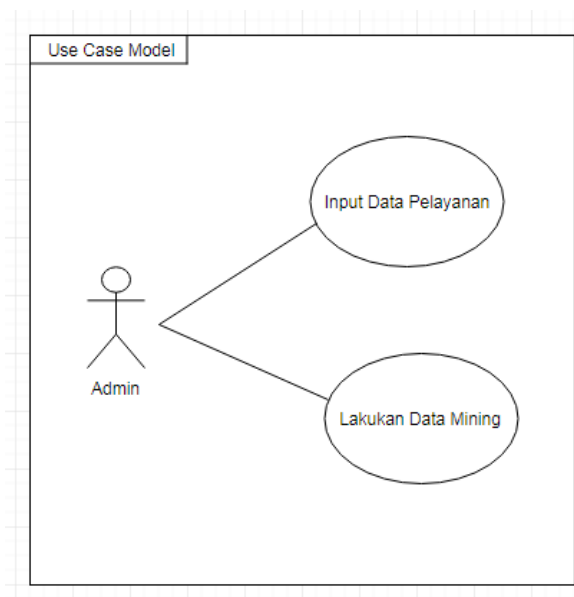 Use Case Model
Input Data Pelayanan
Admin
Lakukan Data Mining